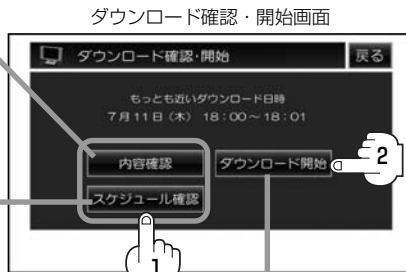 ダウンロード確認・開始画面
ダウンロード確認・開始
戻る
もっとも近いダウンロード日時
7月11日(木) 18:00～18:01
内容確認
ダウンロード開始
2
スケジュール確認
1